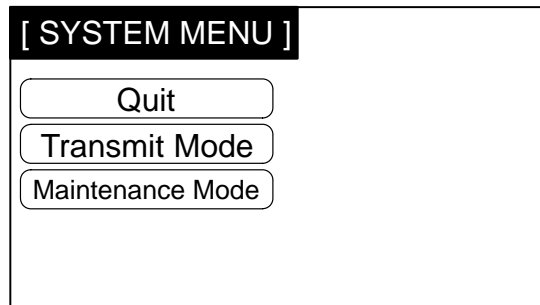 [ SYSTEM MENU ]
Quit
Transmit Mode
Maintenance Mode